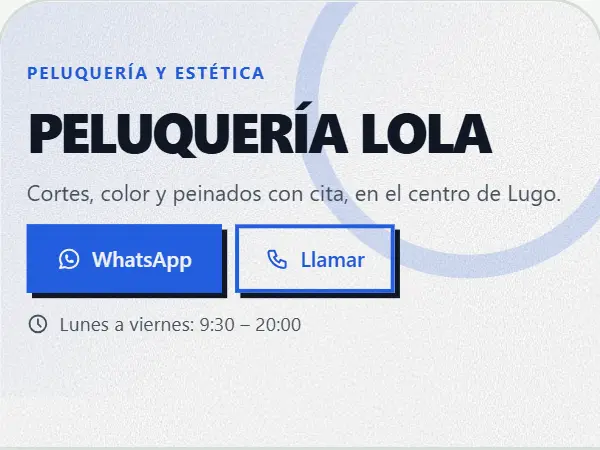 PELUQUERÍA Y ESTÉTICA
PELUQUERÍA LOLA
Cortes, color y peinados con cita, en el centro de Lugo.
WhatsApp
Llamar
Lunes a viernes: 9:30 – 20:00